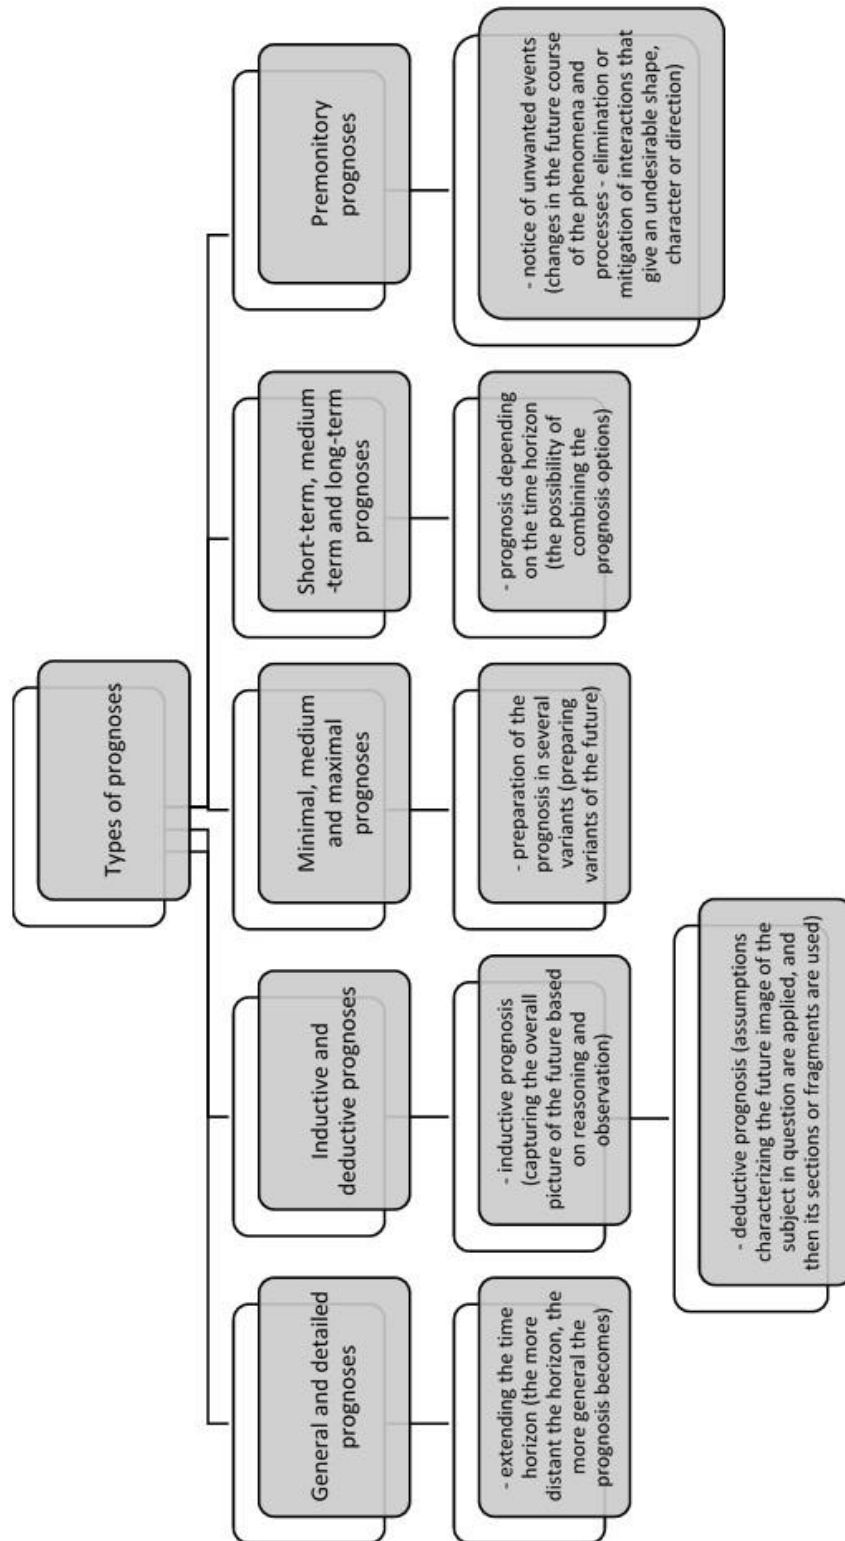 Types of prognoses
General and detailed
prognoses
Inductive and
deductive prognoses
Minimal, medium
and maximal
prognoses
Short-term, medium
-term and long-term
prognoses
Premonitory
prognoses
- extending the time
horizon (the more
distant the horizon, the
more general the
prognosis becomes)
- inductive prognosis
(capturing the overall
picture of the future based
on reasoning and
observation)
- preparation of the
prognosis in several
variants (preparing
variants of the future)
- prognosis depending
on the time horizon
(the possibility of
combining the
prognosis options)
- notice of unwanted events
(changes in the future course
of the phenomena and
processes - elimination or
mitigation of interactions that
give an undesirable shape,
character or direction)
- deductive prognosis (assumptions
characterizing the future image of the
subject in question are applied, and
then its sections or fragments are used)